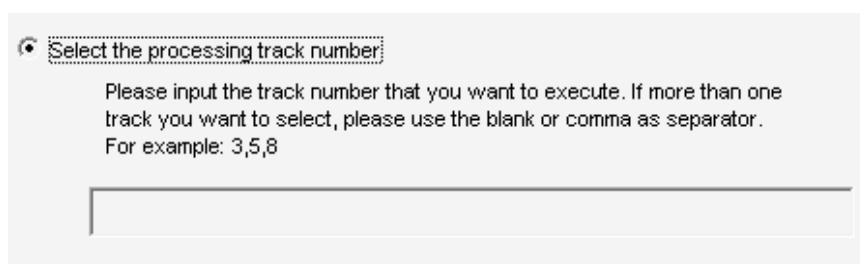 Select the processing track number
Please input the track number that you want to execute. If more than one
track you want to select, please use the blank or comma as separator.
For example: 3,5,8